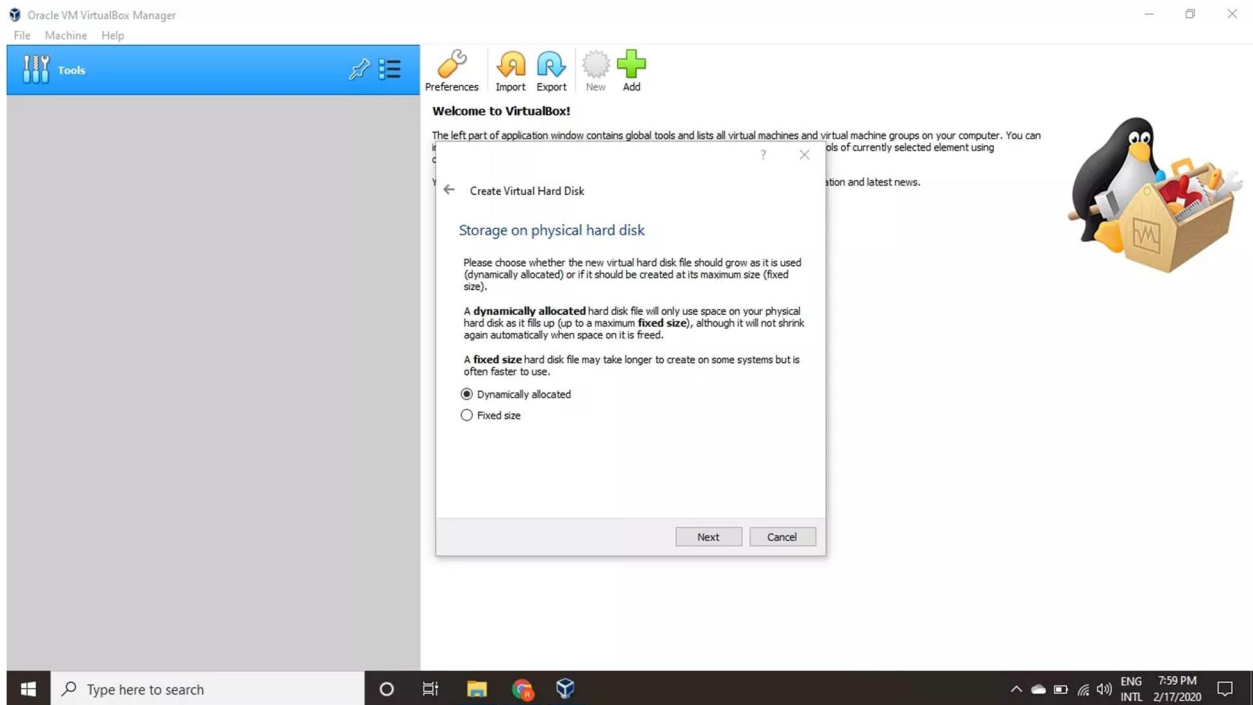 Oracle VM VirtualBox Manager
File Machine Help
Tools
Preferences Import Export New Add
Welcome to VirtualBox!
The left part of application window contains global tools and lists all virtual machines and virtual machine groups on your computer. You can
ols of currently selected element using
ation and latest news.
?
Create Virtual Hard Disk
Storage on physical hard disk
Please choose whether the new virtual hard disk file should grow as it is used
(dynamically allocated) or if it should be created at its maximum size (fixed
size).
A dynamically allocated hard disk file will only use space on your physical
hard disk as it fills up (up to a maximum fixed size), although it will not shrink
again automatically when space on it is freed.
A fixed size hard disk file may take longer to create on some systems but is
often faster to use.
Dynamically allocated
Fixed size
Next Cancel
Type here to search
ENG 7:59 PM
INTL 2/17/2020